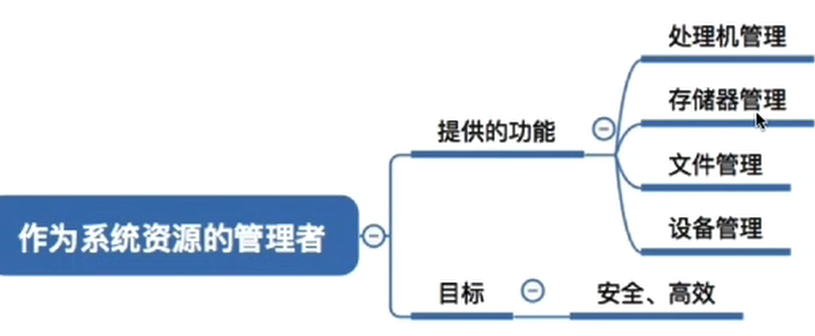 处理机管理
存储器管理
提供的功能
文件管理
设备管理
作为系统资源的管理者
目标
安全、高效